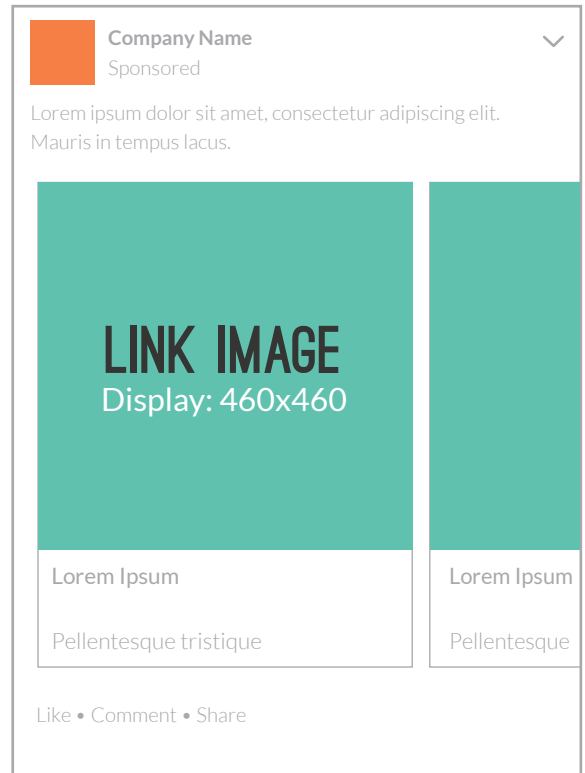 Company Name
Sponsored
Lorem ipsum dolor sit amet, consectetur adipiscing elit.
Mauris in tempus lacus.
LINK IMAGE
Display: 460x460
Lorem Ipsum
Pellentesque tristique
Lorem Ipsum
Pellentesque
Like • Comment • Share